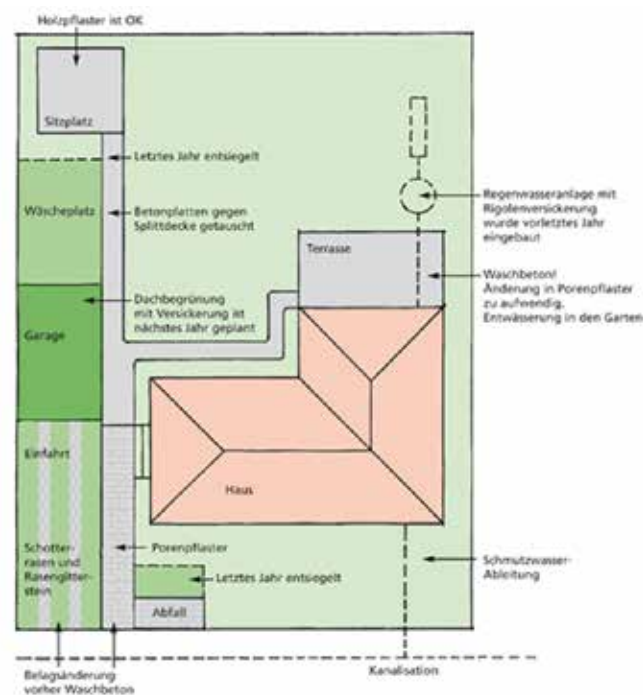 Holzpflaster ist OK
Sitzplatz
Letztes Jahr entsiegelt
Wäscheplatz
Betonplatten gegen
Splittdecke getauscht
Regenwasseranlage mit
Rigolenversickerung
wurde vorletztes Jahr
eingebaut
Terrasse
Waschbeton!
Änderung in Porenpflaster
zu aufwendig.
Entwässerung in den Garten
Dachbegrünung
mit Versickerung ist
nächstes Jahr geplant
Garage
Einfahrt
Haus
Schotter-
rasen und
Rasengitter-
stein
Porenpflaster
Schmutzwasser-
Ableitung
Letztes Jahr entsiegelt
Abfall
Belagsänderung
vorher Waschbeton
Kanalisation